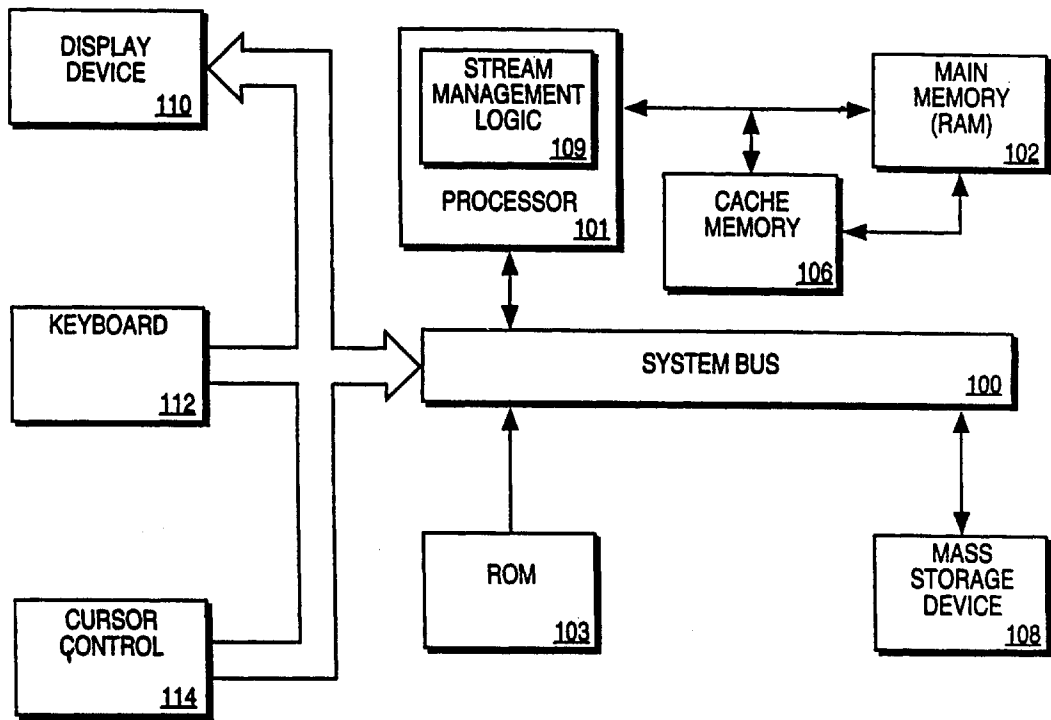 DISPLAY
DEVICE
110
STREAM
MANAGEMENT
LOGIC
109
PROCESSOR
101
MAIN
MEMORY
(RAM)
102
CACHE
MEMORY
106
KEYBOARD
112
SYSTEM BUS
100
ROM
103
MASS
STORAGE
DEVICE
108
CURSOR
CONTROL
114